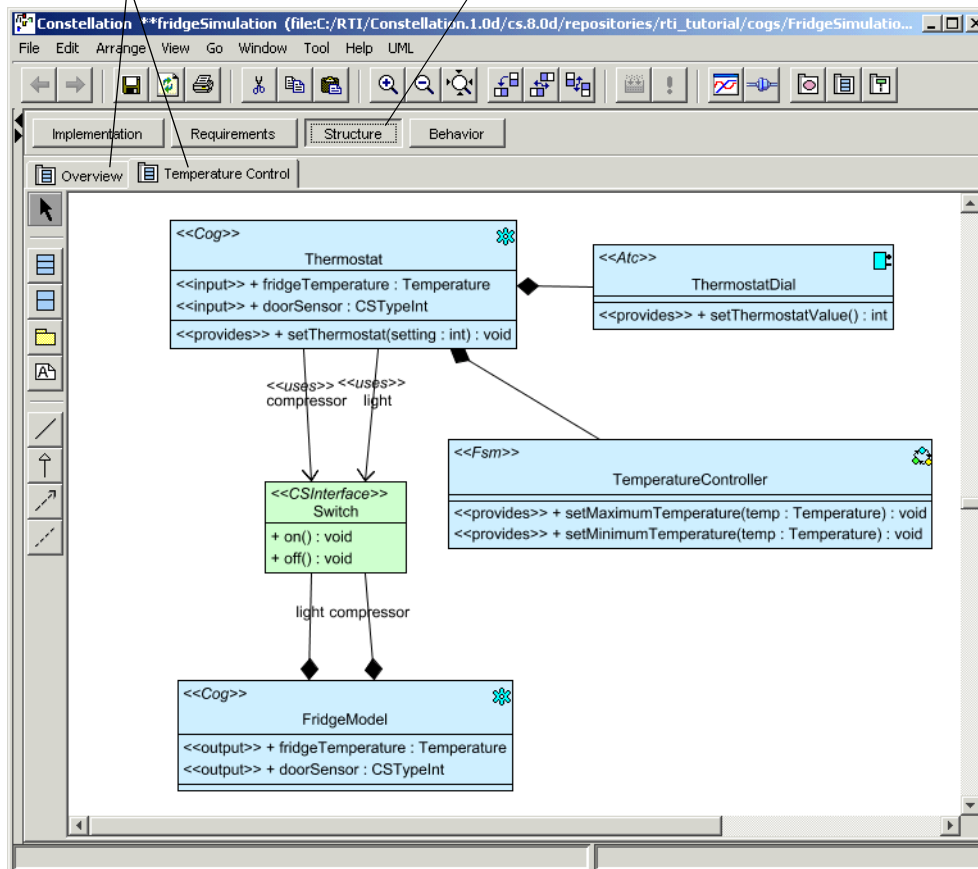 Constellation **fridgeSimulation (file:C:/RTI/Constellation.1.0d/cs.8.0d/repositories/rti_tutorial/cogs/FridgeSimulatio...
File Edit Arrange View Go Window Tool Help UML
Implementation Requirements Structure Behavior
Overview Temperature Control
<<Cog>>
Thermostat
<<input>> + fridgeTemperature : Temperature
<<input>> + doorSensor : CSTypeInt
<<provides>> + setThermostat(setting : int) : void
<<Atc>>
ThermostatDial
<<provides>> + setThermostatValue() : int
<<uses>> <<uses>>
compressor light
<<Fsm>>
TemperatureController
<<provides>> + setMaximumTemperature(temp : Temperature) : void
<<provides>> + setMinimumTemperature(temp : Temperature) : void
<<CSInterface>>
Switch
+ on() : void
+ off() : void
light compressor
<<Cog>>
FridgeModel
<<output>> + fridgeTemperature : Temperature
<<output>> + doorSensor : CSTypeInt